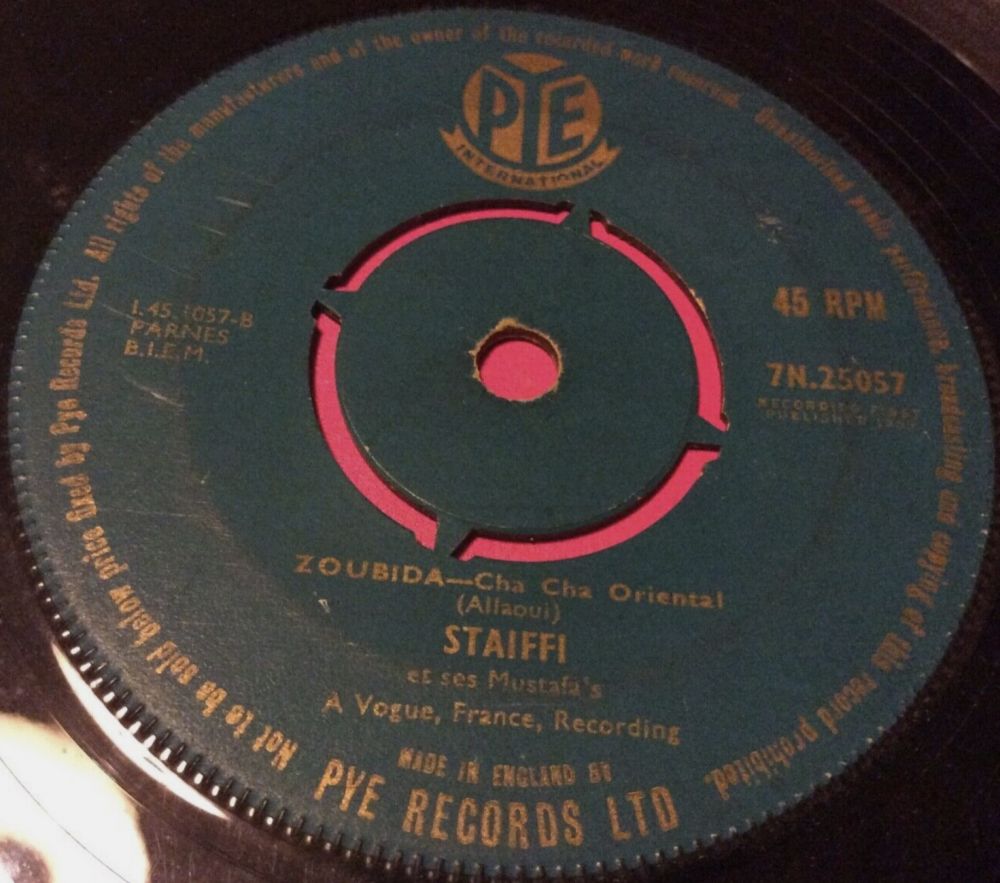 PYE
INTERNATIONAL
45 RPM
7N.25057
RECORDING FIRST
PUBLISHED
1.45.1057-B
PARNES
B.I.E.M.
ZOUBIDA—Cha Cha Oriental
(Allaoui)
STAIFFI
et ses Mustafa's
A Vogue, France, Recording
MADE IN ENGLAND BY
PYE RECORDS LTD
Not to be sold below price fixed by Pye Records Ltd. All rights of the manufacturers and of the owner of the recorded work reserved. Unauthorised public performance, broadcasting and copying of this record prohibited.